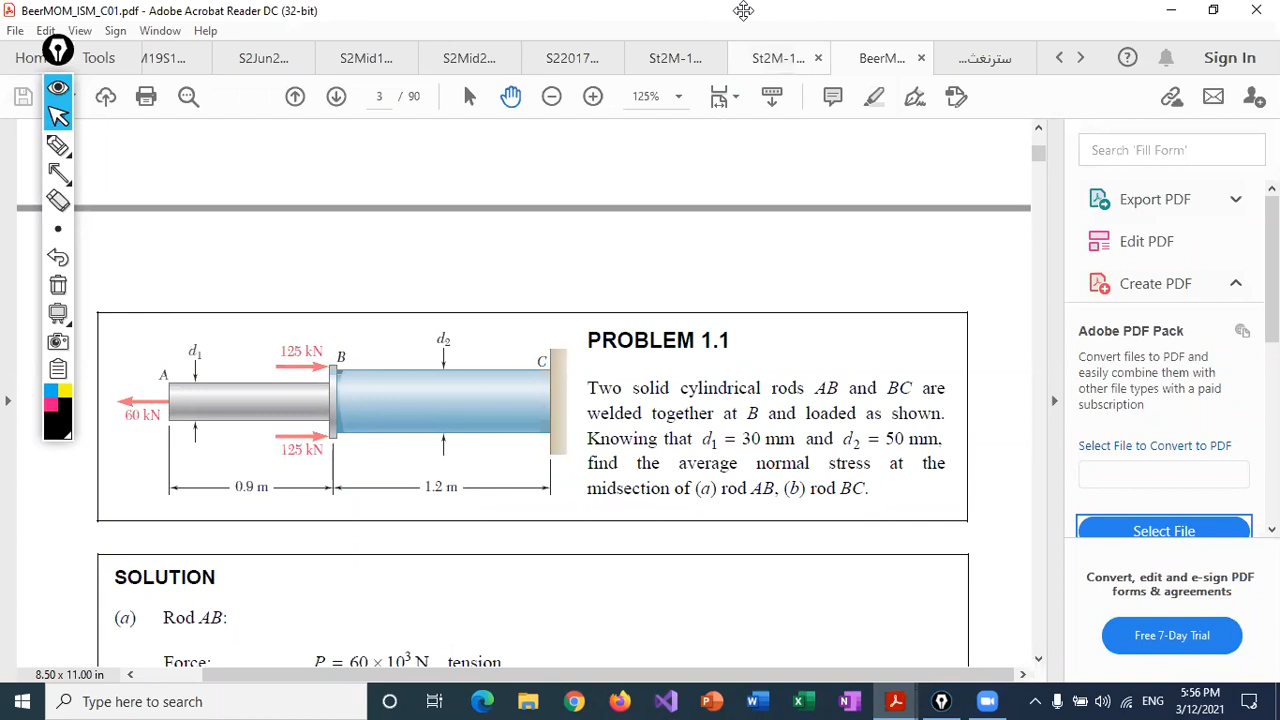 BeerMOM_ISM_C01.pdf - Adobe Acrobat Reader DC (32-bit)
File Edit View Sign Window Help
Tools
M19S1...
S2Jun2...
S2Mid1...
S2Mid2...
S22017...
St2M-1...
St2M-1...
BeerM...
سترنغث...
Sign In
3 / 90
125%
Search 'Fill Form'
Export PDF
Edit PDF
Create PDF
Adobe PDF Pack
Convert files to PDF and
easily combine them with
other file types with a paid
subscription
Select File to Convert to PDF
Select File
Convert, edit and e-sign PDF
forms & agreements
Free 7-Day Trial
d₁
125 kN
B
d₂
C
A
60 kN
125 kN
0.9 m
1.2 m
PROBLEM 1.1
Two solid cylindrical rods AB and BC are
welded together at B and loaded as shown.
Knowing that d₁ = 30 mm and d₂ = 50 mm,
find the average normal stress at the
midsection of (a) rod AB, (b) rod BC.
SOLUTION
(a) Rod AB:
Force: P = 60 × 10³ N tension
8.50 x 11.00 in
Type here to search
ENG
5:56 PM
3/12/2021